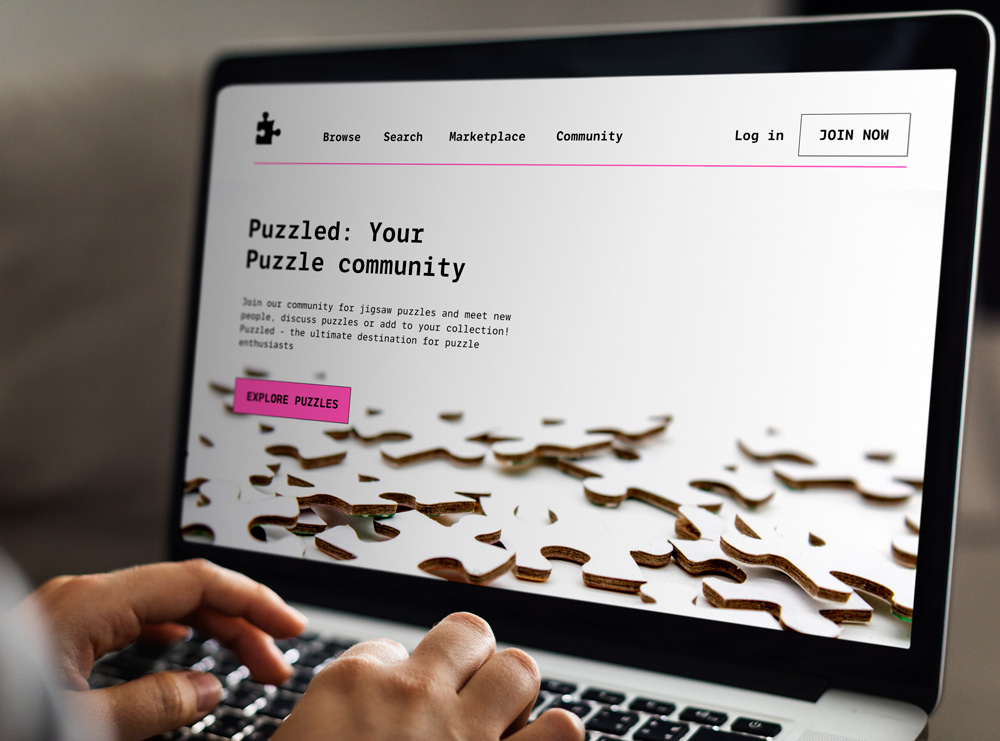 Browse Search Marketplace Community Log in JOIN NOW
Puzzled: Your
Puzzle community
Join our community for jigsaw puzzles and meet new
people, discuss puzzles or add to your collection!
Puzzled - the ultimate destination for puzzle
enthusiasts
EXPLORE PUZZLES